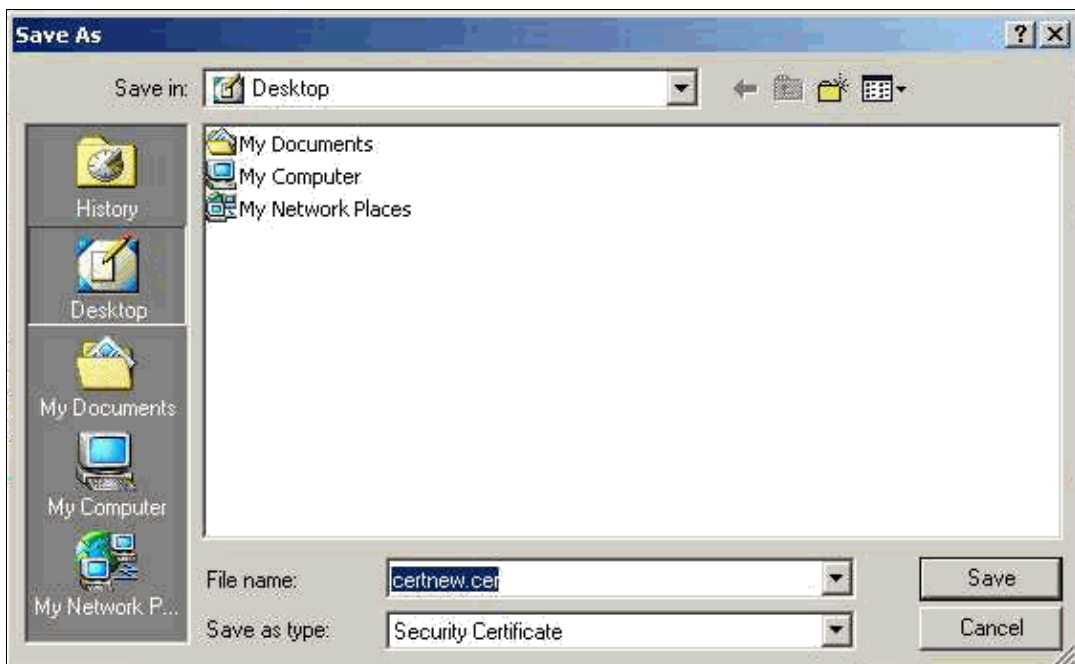 Save As
Save in: Desktop
History
Desktop
My Documents
My Computer
My Network P...
My Documents
My Computer
My Network Places
File name: certnew.cer
Save
Save as type: Security Certificate
Cancel